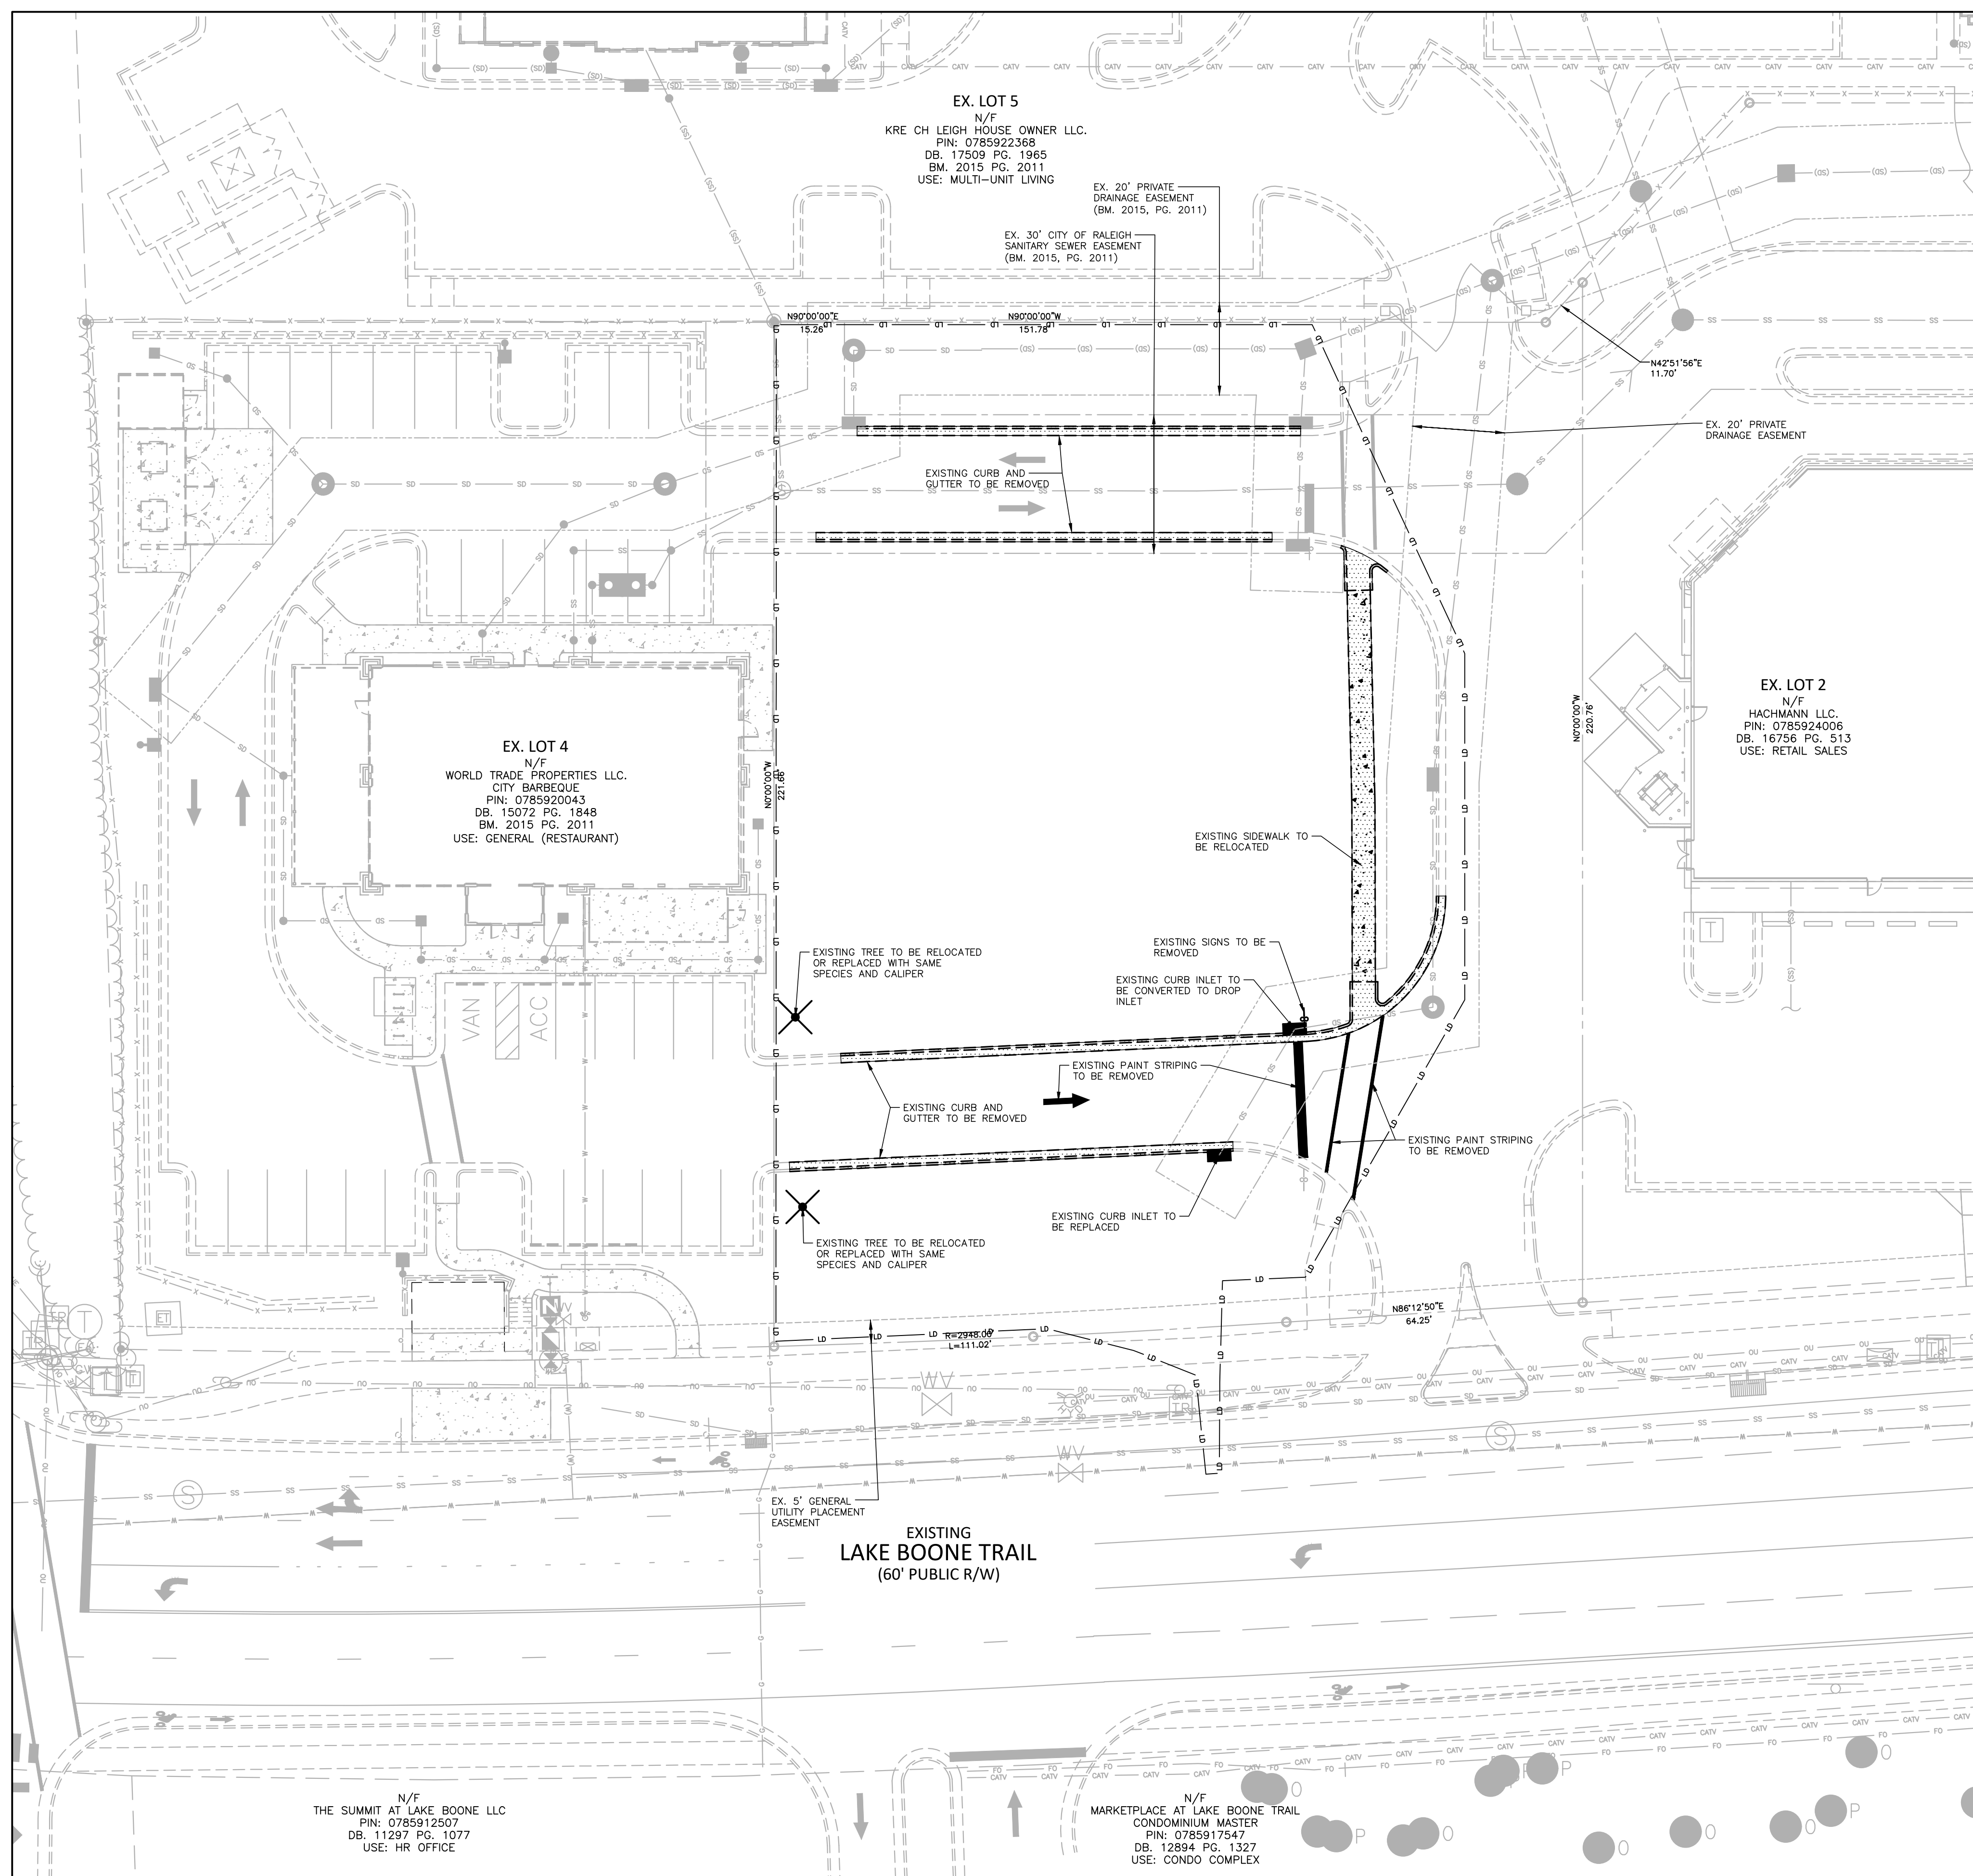 EX. LOT 5
N/F
KRE CH LEIGH HOUSE OWNER LLC.
PIN: 0785922368
DB. 17509 PG. 1965
BM. 2015 PG. 2011
USE: MULTI-UNIT LIVING
EX. 20' PRIVATE
DRAINAGE EASEMENT
(BM. 2015, PG. 2011)
EX. 30' CITY OF RALEIGH
SANITARY SEWER EASEMENT
(BM. 2015, PG. 2011)
N90°00'00"E
15.26'
N90°00'00"W
151.78'
N42°51'56"E
11.70'
EX. 20' PRIVATE
DRAINAGE EASEMENT
EXISTING CURB AND
GUTTER TO BE REMOVED
EX. LOT 4
N/F
WORLD TRADE PROPERTIES LLC.
CITY BARBEQUE
PIN: 0785920043
DB. 15072 PG. 1848
BM. 2015 PG. 2011
USE: GENERAL (RESTAURANT)
N0°00'00"W
221.66'
N0°00'00"W
220.76'
EX. LOT 2
N/F
HACHMANN LLC.
PIN: 0785924006
DB. 16756 PG. 513
USE: RETAIL SALES
EXISTING SIDEWALK TO
BE RELOCATED
EXISTING TREE TO BE RELOCATED
OR REPLACED WITH SAME
SPECIES AND CALIPER
EXISTING SIGNS TO BE
REMOVED
EXISTING CURB INLET TO
BE CONVERTED TO DROP
INLET
VAN
ACC
EXISTING PAINT STRIPING
TO BE REMOVED
EXISTING CURB AND
GUTTER TO BE REMOVED
EXISTING PAINT STRIPING
TO BE REMOVED
EXISTING CURB INLET TO
BE REPLACED
EXISTING TREE TO BE RELOCATED
OR REPLACED WITH SAME
SPECIES AND CALIPER
N86°12'50"E
64.25'
R=2948.00'
L=111.02'
WV
WV
EX. 5' GENERAL
UTILITY PLACEMENT
EASEMENT
EXISTING
LAKE BOONE TRAIL
(60' PUBLIC R/W)
N/F
THE SUMMIT AT LAKE BOONE LLC
PIN: 0785912507
DB. 11297 PG. 1077
USE: HR OFFICE
N/F
MARKETPLACE AT LAKE BOONE TRAIL
CONDOMINIUM MASTER
PIN: 0785917547
DB. 12894 PG. 1327
USE: CONDO COMPLEX